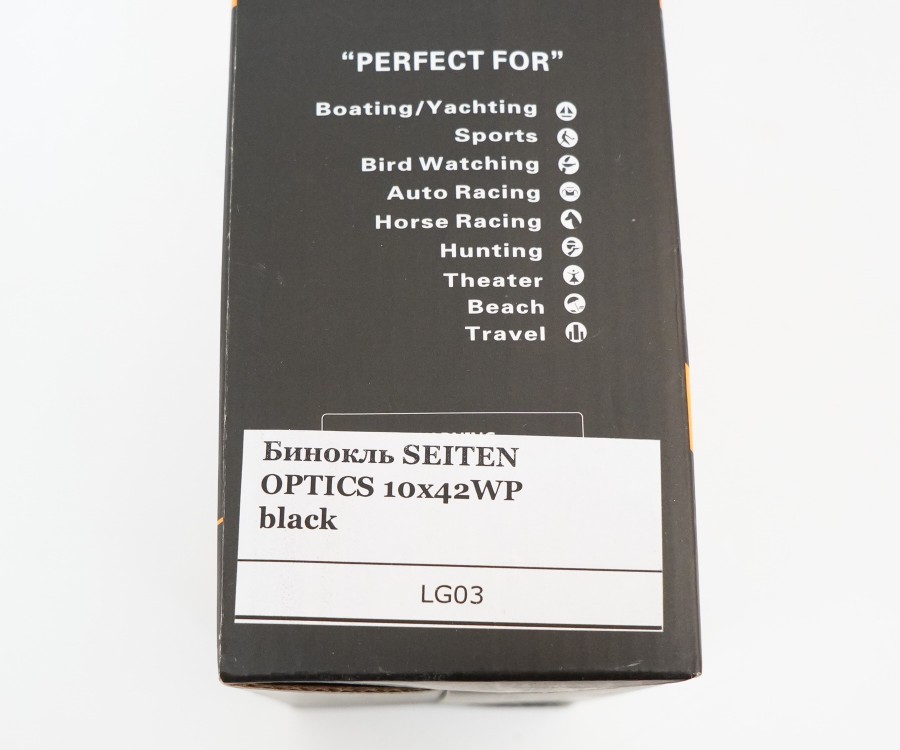 “PERFECT FOR”
Boating/Yachting
Sports
Bird Watching
Auto Racing
Horse Racing
Hunting
Theater
Beach
Travel
Бинокль SEITEN
OPTICS 10x42WP
black
LG03